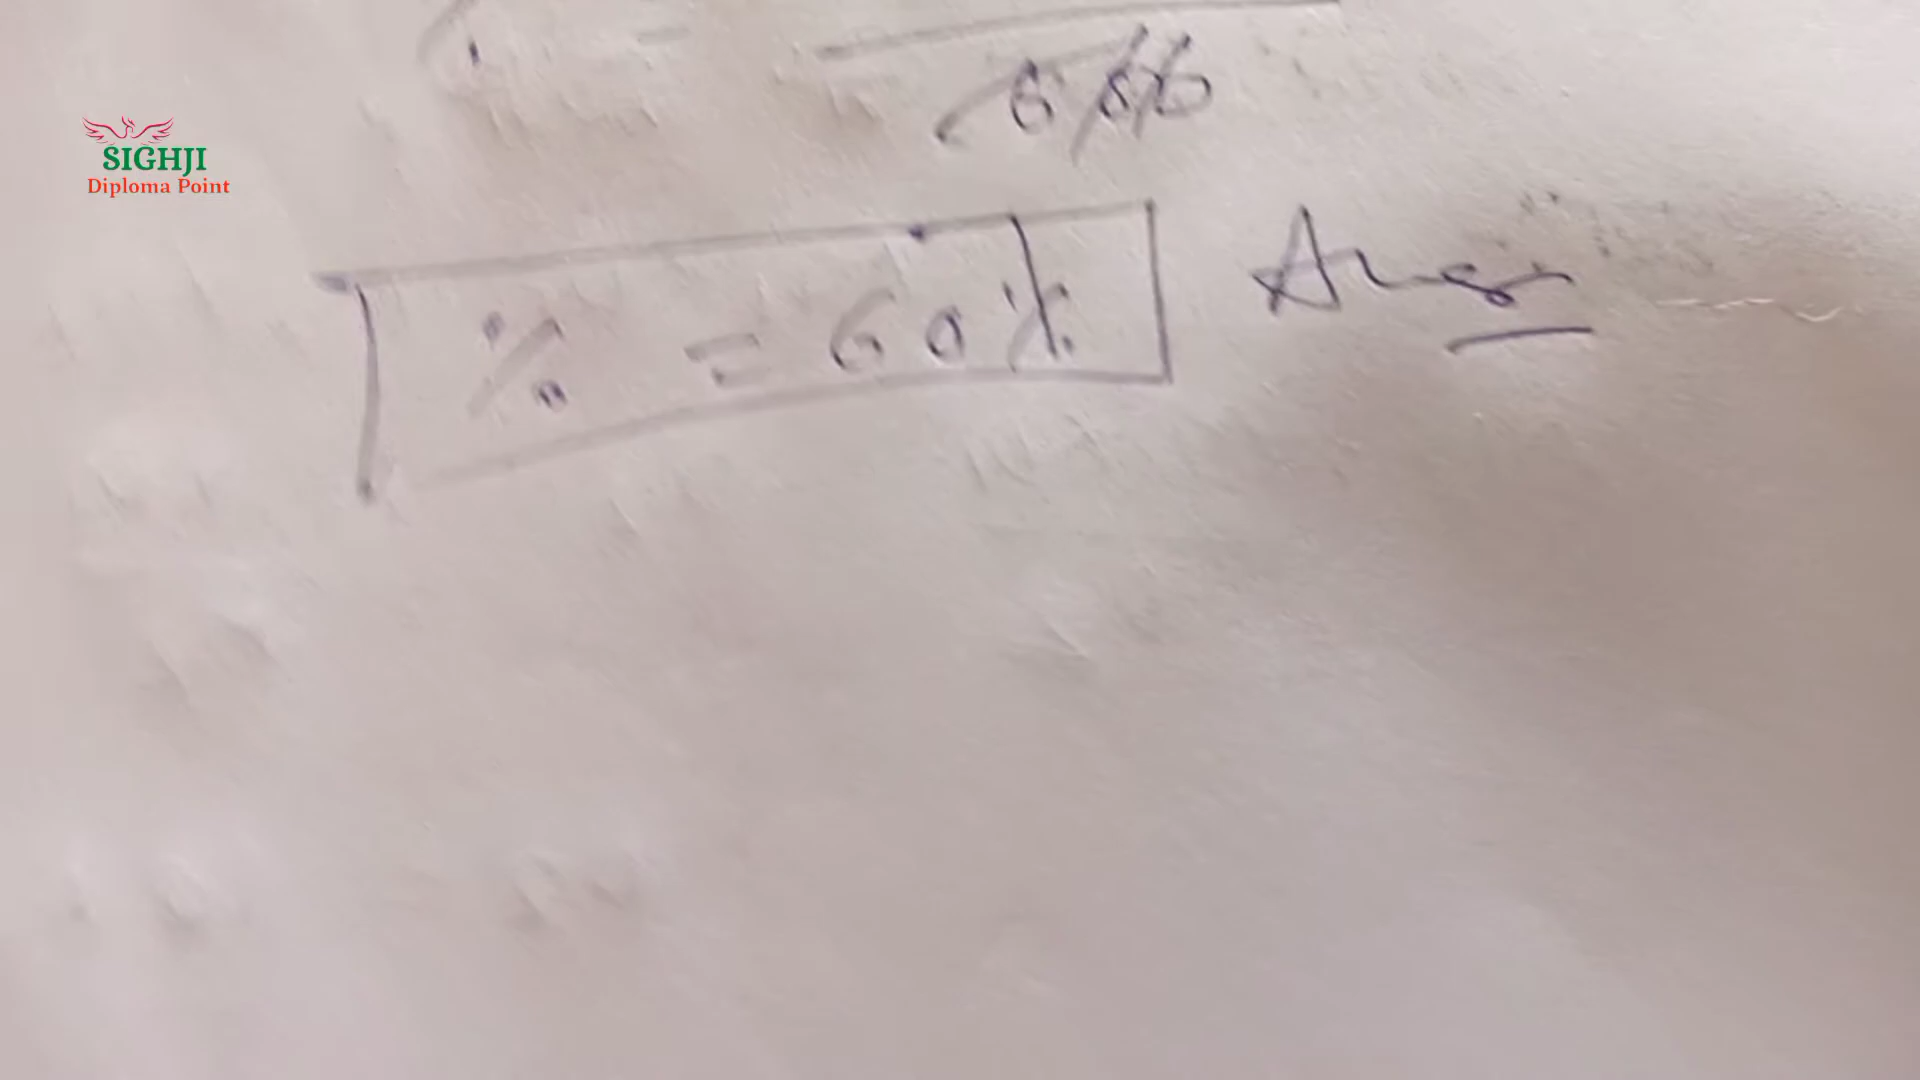 SIGHJI
Diploma Point
% = 60%
Ans